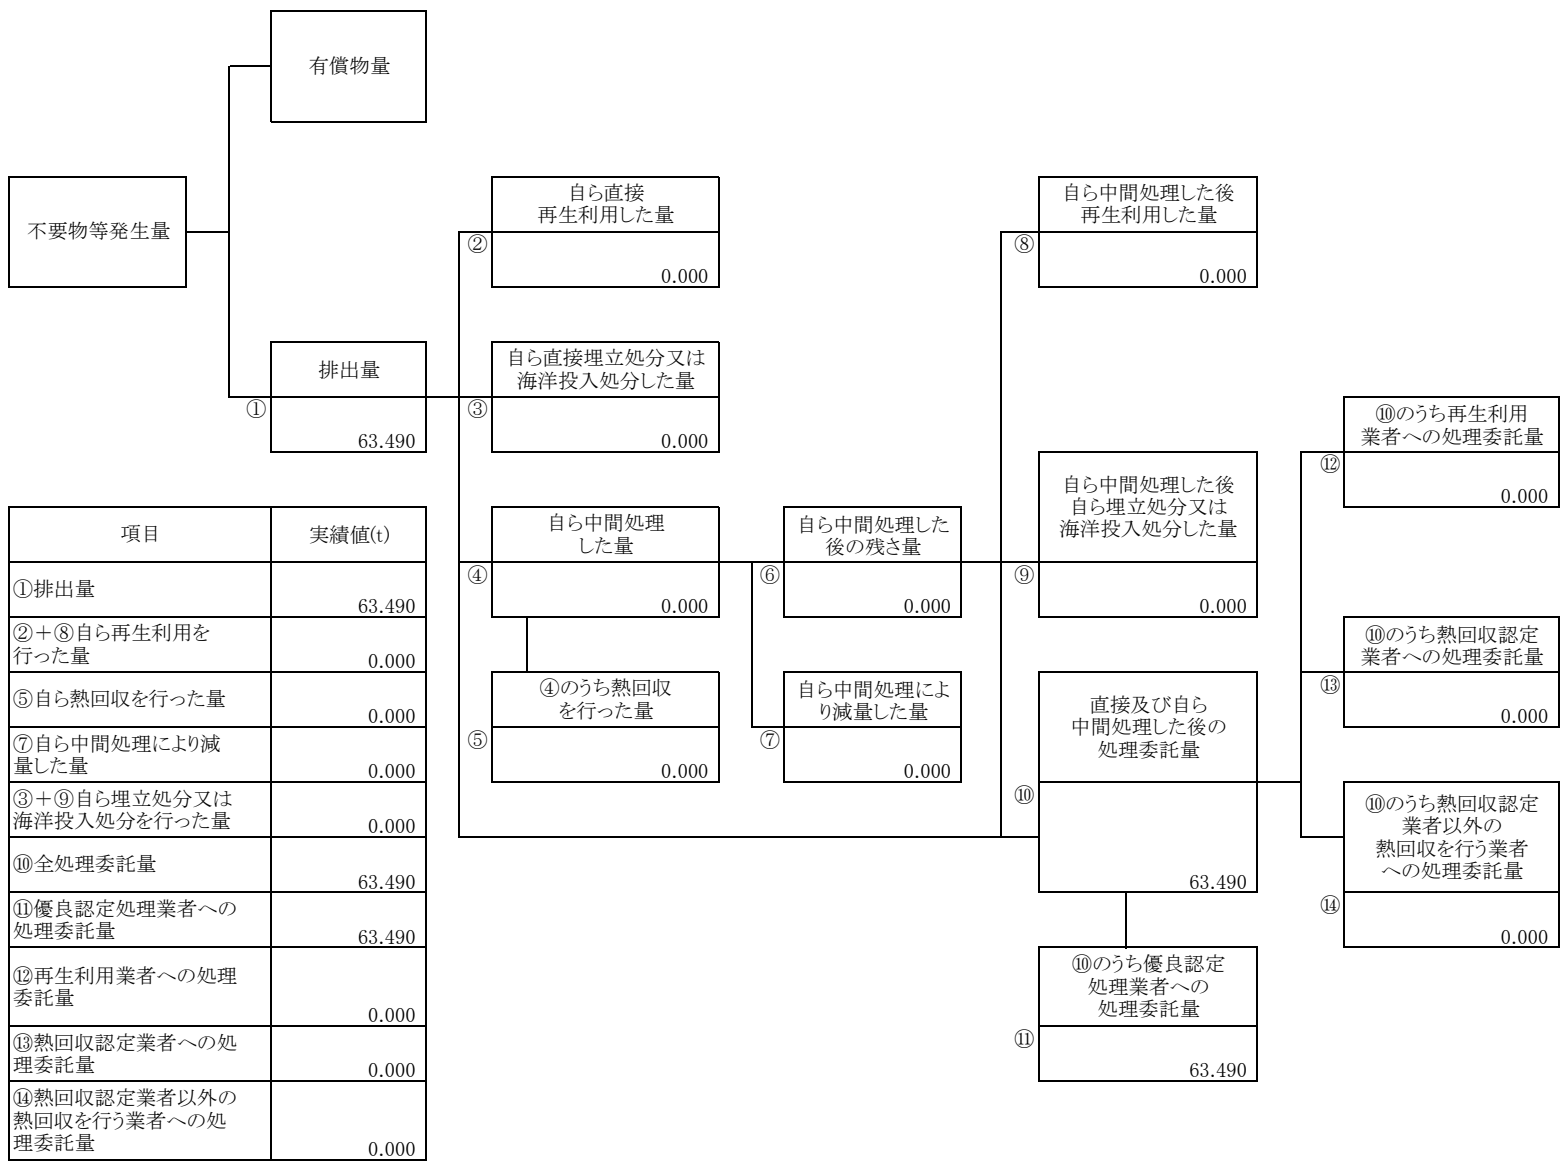 有償物量
不要物等発生量
自ら直接
再生利用した量
②
0.000
自ら中間処理した後
再生利用した量
⑧
0.000
排出量
①
63.490
自ら直接埋立処分又は
海洋投入処分した量
③
0.000
⑩のうち再生利用
業者への処理委託量
⑫
0.000
自ら中間処理
した量
④
0.000
自ら中間処理した
後の残さ量
⑥
0.000
自ら中間処理した後
自ら埋立処分又は
海洋投入処分した量
⑨
0.000
⑩のうち熱回収認定
業者への処理委託量
⑬
0.000
④のうち熱回収
を行った量
⑤
0.000
自ら中間処理によ
り減量した量
⑦
0.000
直接及び自ら
中間処理した後の
処理委託量
⑩
63.490
⑩のうち熱回収認定
業者以外の
熱回収を行う業者
への処理委託量
⑭
0.000
⑩のうち優良認定
処理業者への
処理委託量
⑪
63.490
項目 実績値(t)
①排出量
63.490
②+⑧自ら再生利用を
行った量
0.000
⑤自ら熱回収を行った量
0.000
⑦自ら中間処理により減
量した量
0.000
③+⑨自ら埋立処分又は
海洋投入処分を行った量
0.000
⑩全処理委託量
63.490
⑪優良認定処理業者への
処理委託量
63.490
⑫再生利用業者への処理
委託量
0.000
⑬熱回収認定業者への処
理委託量
0.000
⑭熱回収認定業者以外の
熱回収を行う業者への処
理委託量
0.000